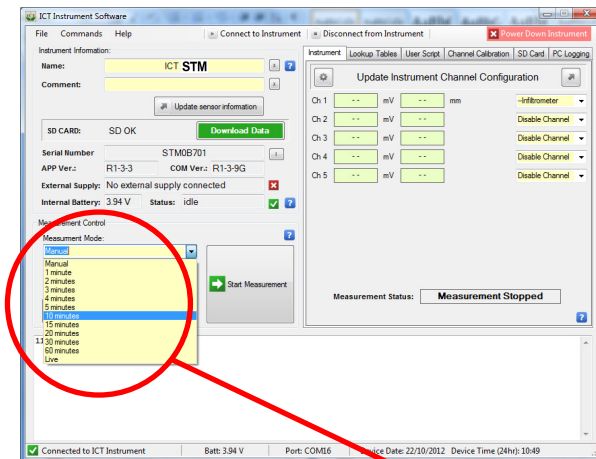 ICT Instrument Software
File Commands Help Connect to Instrument Disconnect from Instrument Power Down Instrument
Instrument Information:
Name: ICT STM
Comment:
Update sensor information
SD CARD: SD OK Download Data
Serial Number STM0B701
APP Ver.: R1-3-3 COM Ver.: R1-3-9G
External Supply: No external supply connected
Internal Battery: 3.94 V Status: idle
Measurement Control
Measument Mode:
Manual
Manual
1 minute
2 minutes
3 minutes
4 minutes
5 minutes
10 minutes
15 minutes
20 minutes
30 minutes
60 minutes
Live
Start Measurement
Instrument Lookup Tables User Script Channel Calibration SD Card PC Logging
Update Instrument Channel Configuration
Ch 1 -- mV -- mm ~Infiltrometer
Ch 2 -- mV -- Disable Channel
Ch 3 -- mV -- Disable Channel
Ch 4 -- mV -- Disable Channel
Ch 5 -- mV -- Disable Channel
Measurement Status: Measurement Stopped
Connected to ICT Instrument Batt: 3.94 V Port: COM16 Device Date: 22/10/2012 Device Time (24hr): 10:49